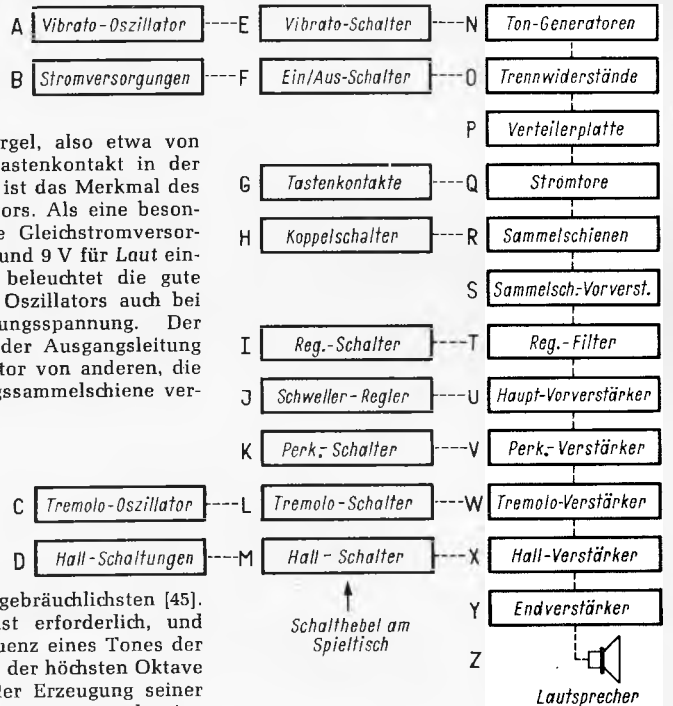 A Vibrato-Oszillator E Vibrato-Schalter N Ton-Generatoren
B Stromversorgungen F Ein/Aus-Schalter O Trennwiderstände
P Verteilerplatte
G Tastenkontakte Q Stromtore
H Koppelschalter R Sammelschienen
S Sammelsch.-Vorverst.
I Reg.-Schalter T Reg.-Filter
J Schweller-Regler U Haupt-Vorverstärker
K Perk.-Schalter V Perk.-Verstärker
C Tremolo-Oszillator L Tremolo-Schalter W Tremolo-Verstärker
D Hall-Schaltungen M Hall-Schalter X Hall-Verstärker
Y Endverstärker
Schalthebel am
Spieltisch
Z
Lautsprecher
rgel, also etwa von
astenkontakt in der
ist das Merkmal des
ors. Als eine beson-
e Gleichstromversor-
und 9 V für Laut ein-
beleuchtet die gute
Oszillators auch bei
ungsspannung. Der
der Ausgangsleitung
tor von anderen, die
gssammelschiene ver-
gebräuchlichsten [45].
st erforderlich, und
uenz eines Tones der
der höchsten Oktave
Der Erzeugung seiner